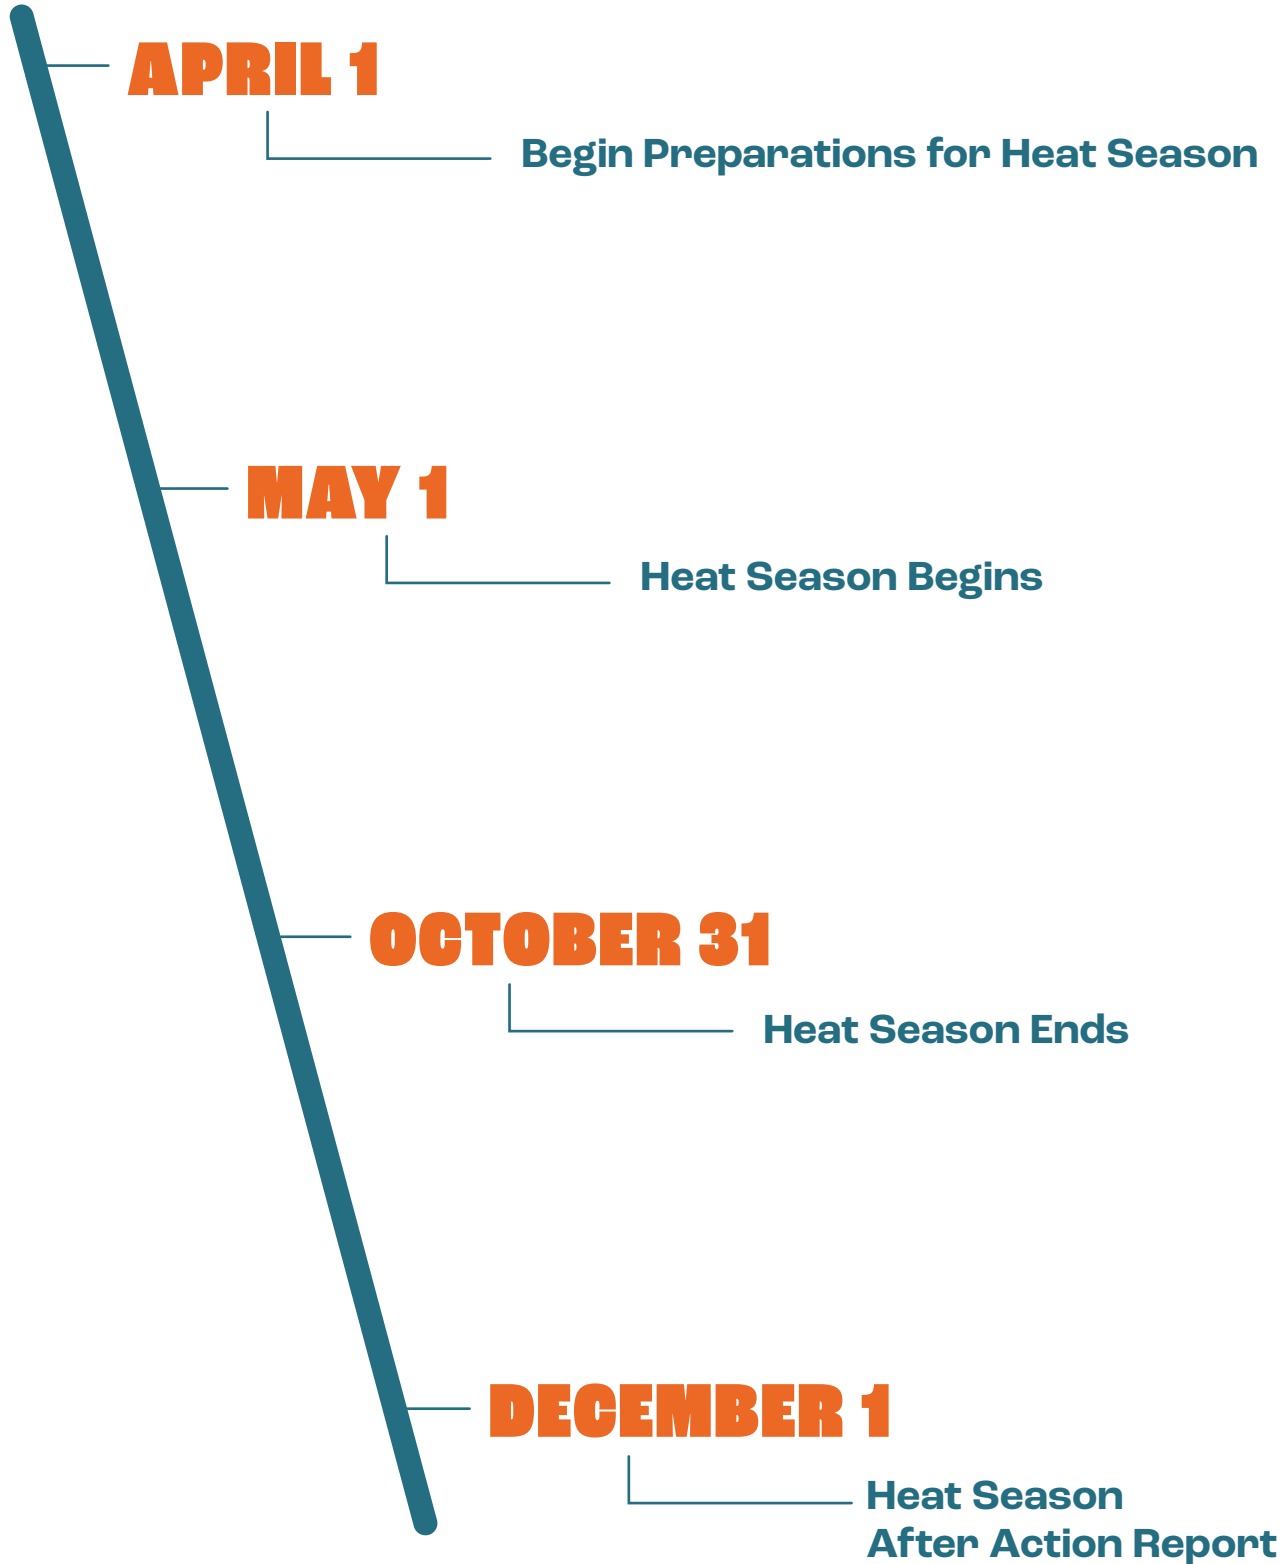 APRIL 1
Begin Preparations for Heat Season
MAY 1
Heat Season Begins
OCTOBER 31
Heat Season Ends
DECEMBER 1
Heat Season
After Action Report